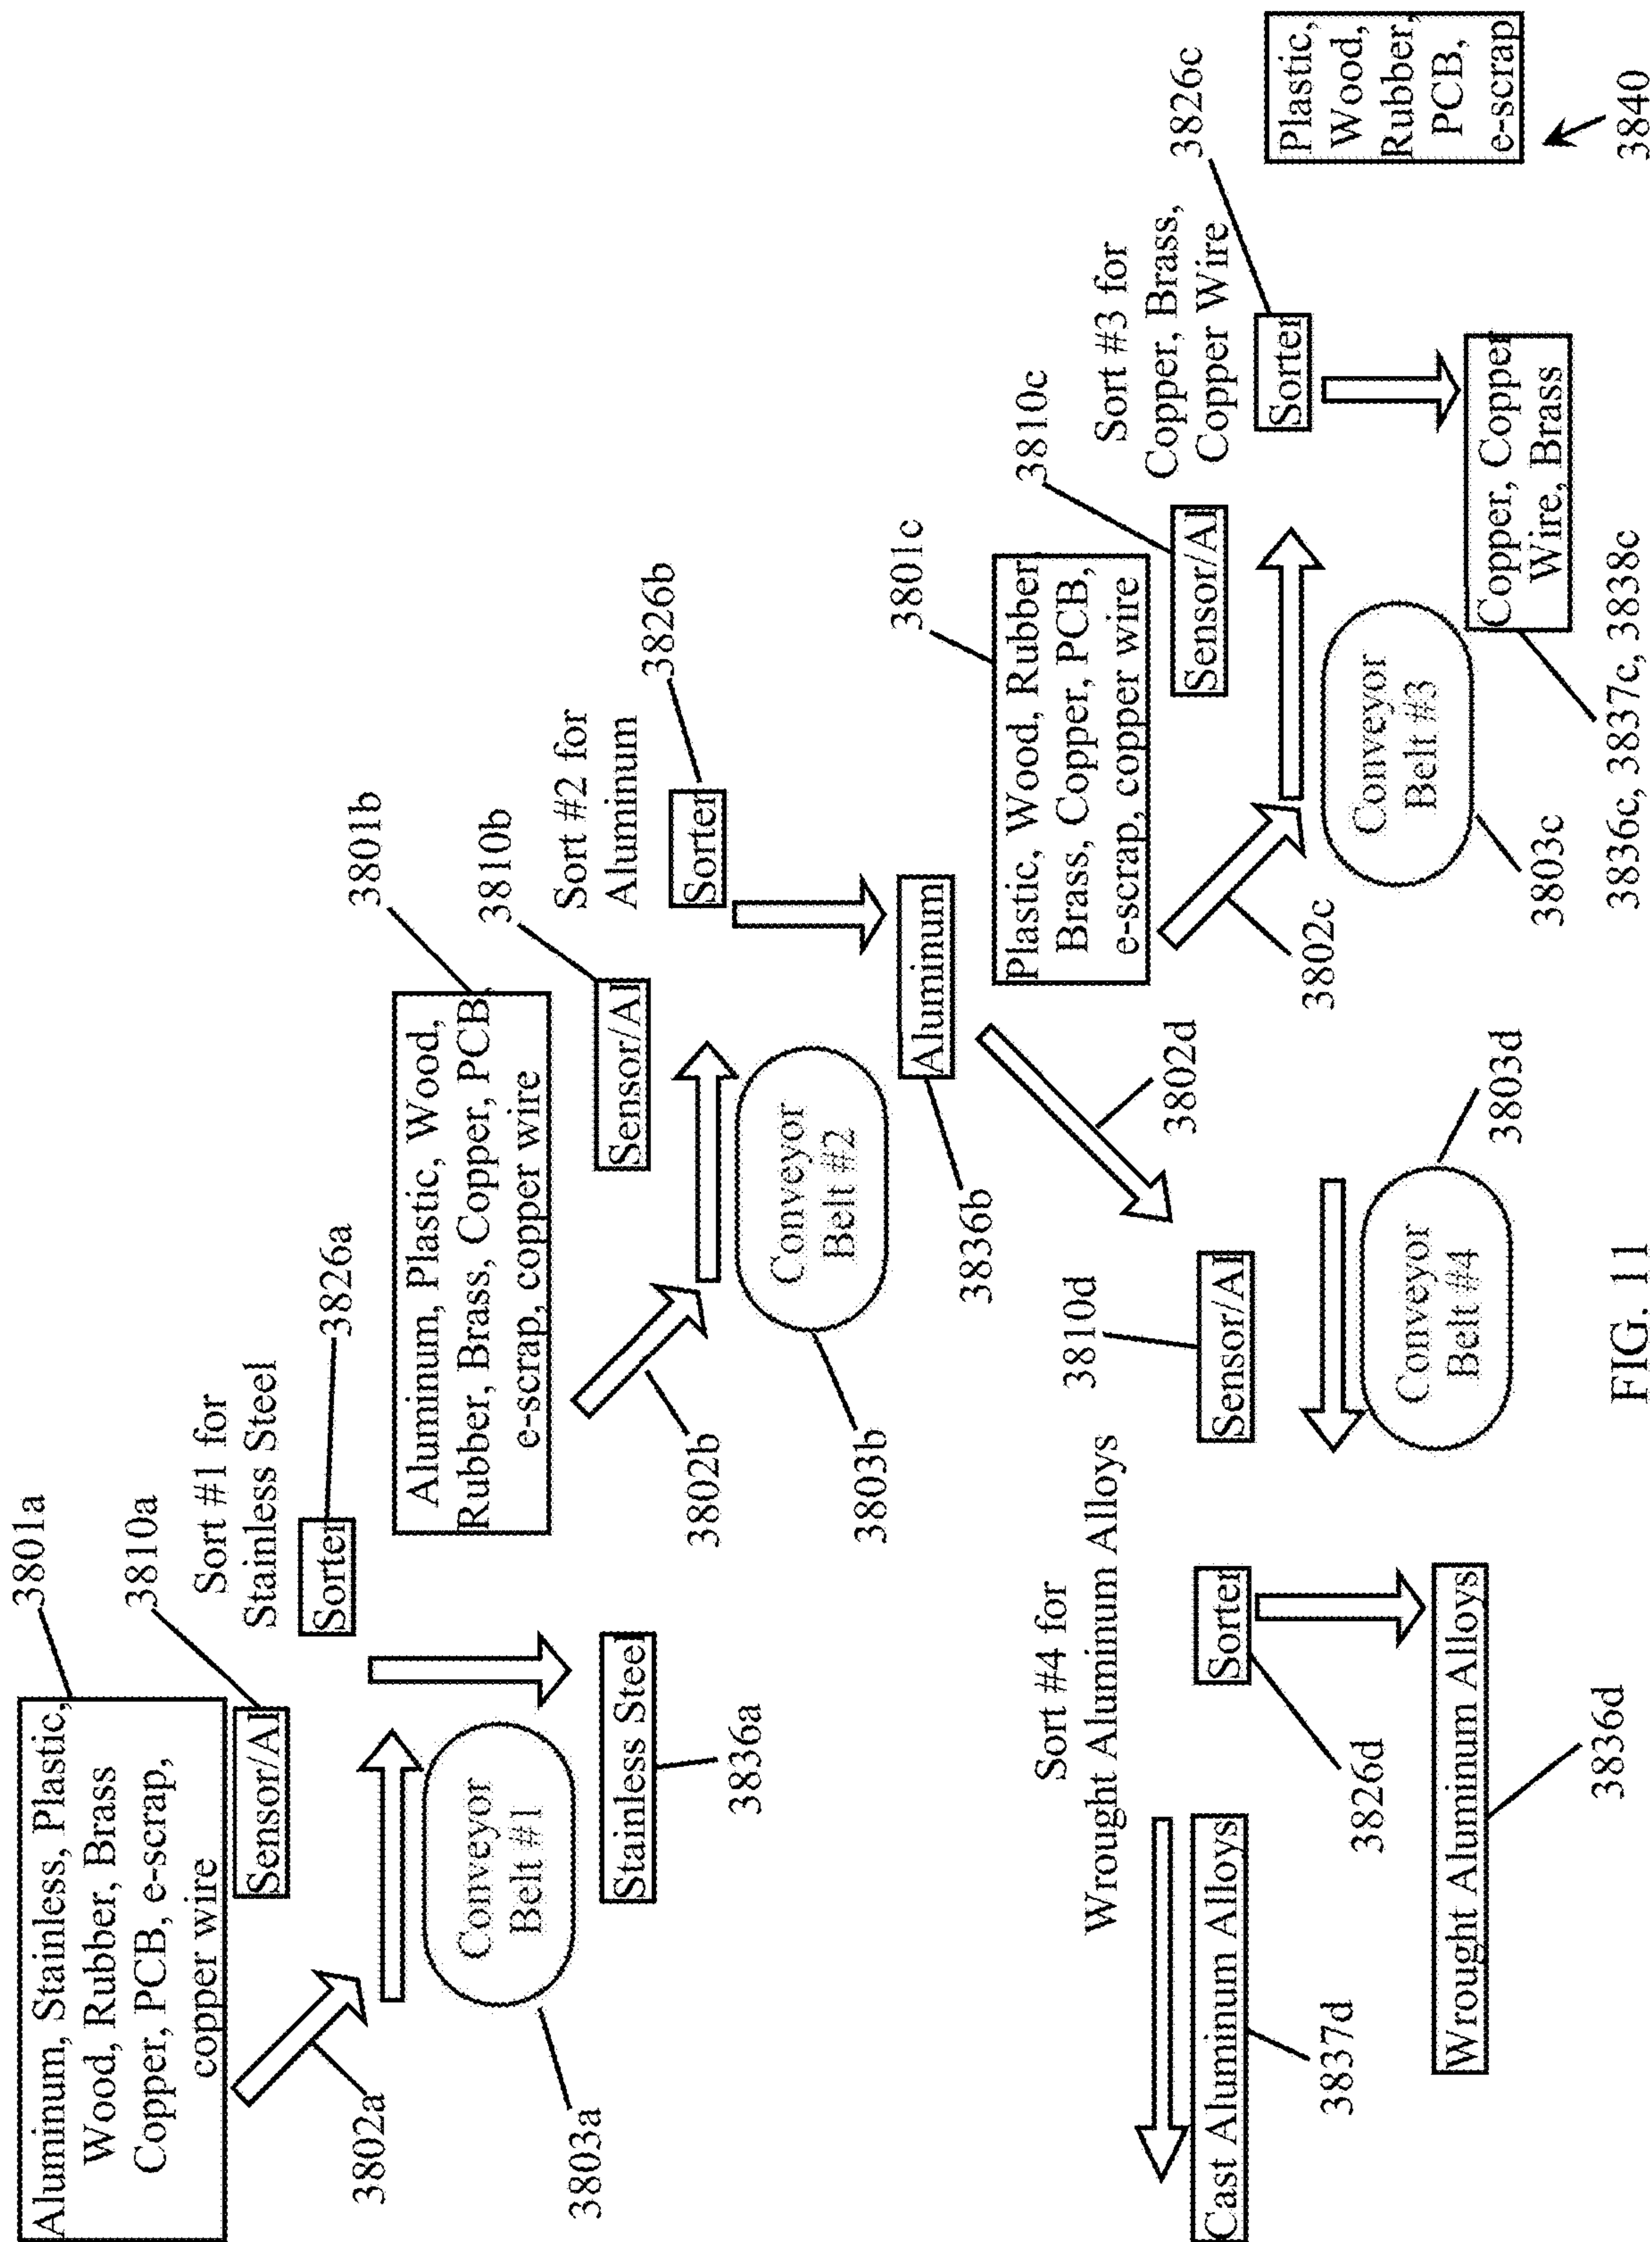 3801a
Aluminum, Stainless, Plastic,
Wood, Rubber, Brass
Copper, PCB, e-scrap,
copper wire
3810a
Sensor/AI
Sort #1 for
Stainless Steel
3826a
Sorter
3802a
Conveyor
Belt #1
3803a
Stainless Steel
3836a
3801b
Aluminum, Plastic, Wood,
Rubber, Brass, Copper, PCB,
e-scrap, copper wire
3810b
Sensor/AI
Sort #2 for
Aluminum
3826b
Sorter
3802b
Conveyor
Belt #2
3803b
Aluminum
3836b
3801c
Plastic, Wood, Rubber
Brass, Copper, PCB,
e-scrap, copper wire
3810c
Sensor/AI
Sort #3 for
Copper, Brass,
Copper Wire
3826c
Sorter
3802c
Conveyor
Belt #3
3803c
Copper, Copper
Wire, Brass
3836c, 3837c, 3838c
Plastic,
Wood,
Rubber,
PCB,
e-scrap
3840
3802d
3810d
Sensor/AI
Conveyor
Belt #4
3803d
Sort #4 for
Wrought Aluminum Alloys
Sorter
3826d
Wrought Aluminum Alloys
3836d
Cast Aluminum Alloys
3837d
FIG. 11